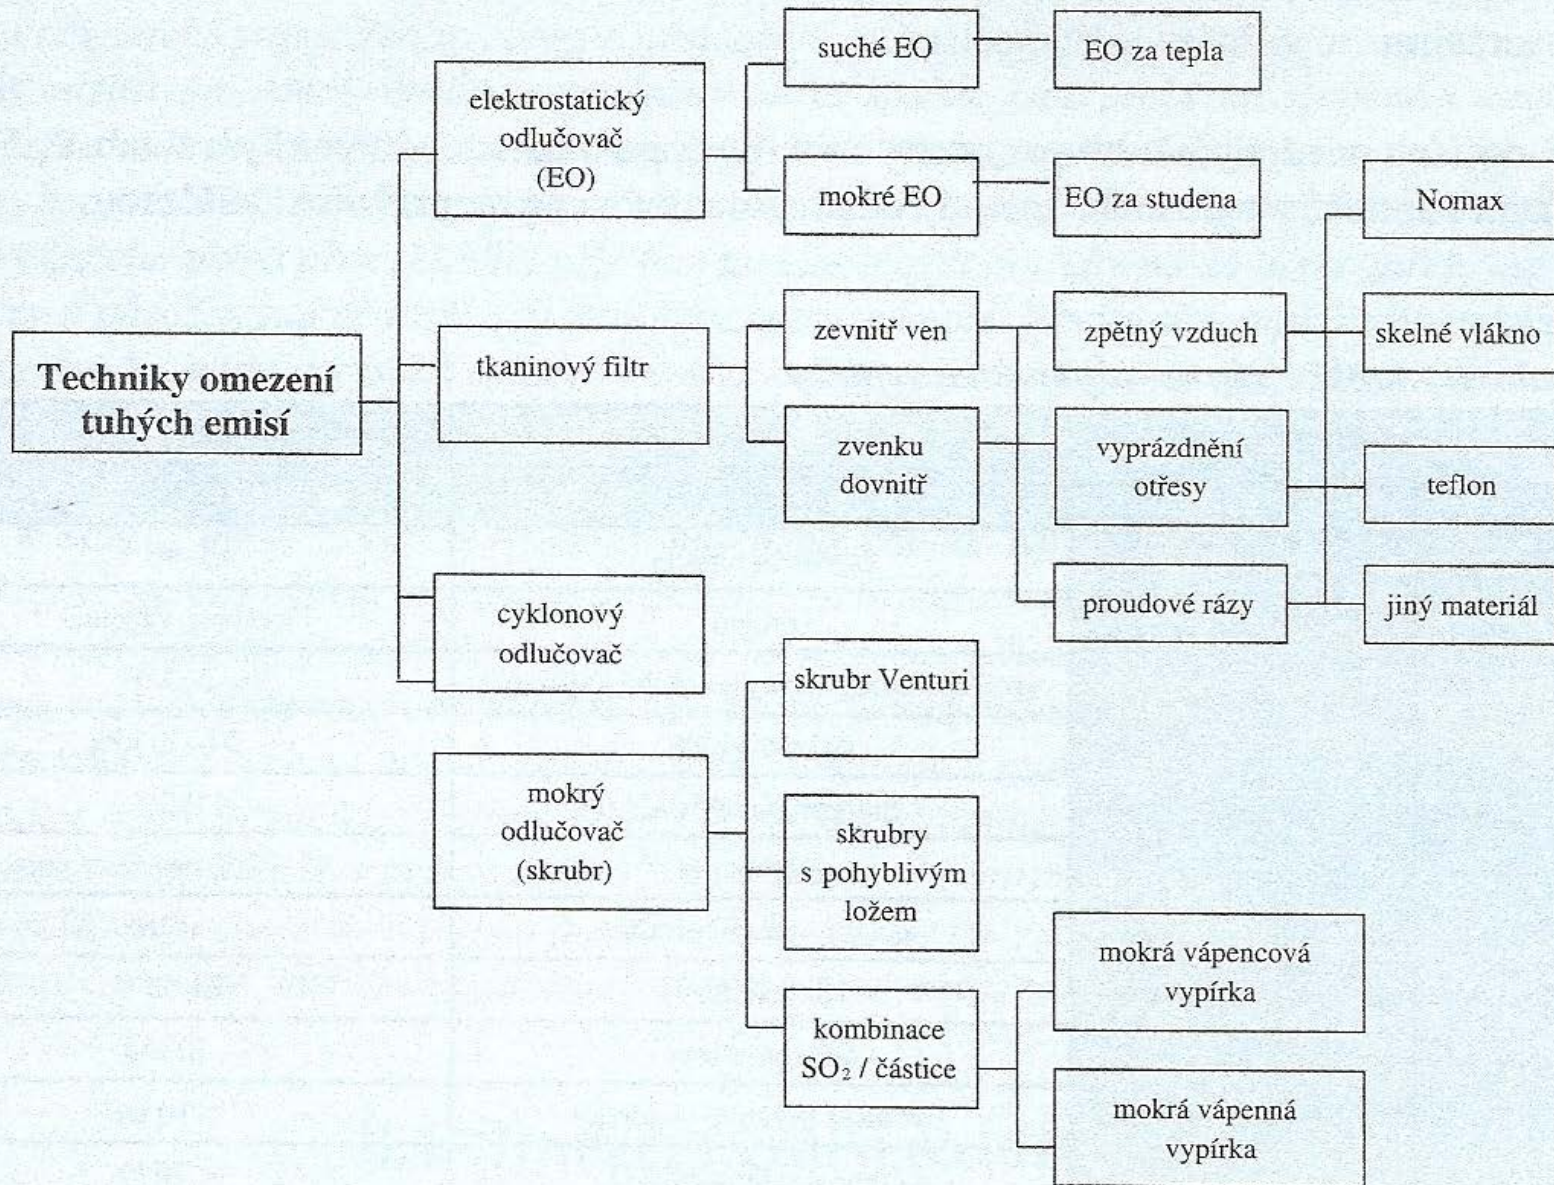 Techniky omezení
tuhých emisí
elektrostatický
odlučovač
(EO)
suché EO
EO za tepla
mokré EO
EO za studena
tkaninový filtr
zevnitř ven
zvenku
dovnitř
zpětný vzduch
vyprázdnění
otřesy
proudové rázy
Nomax
skelné vlákno
teflon
jiný materiál
cyklonový
odlučovač
mokrý
odlučovač
(skrubr)
skrubr Venturi
skrubry
s pohyblivým
ložem
kombinace
SO₂ / částice
mokrá vápencová
vypírka
mokrá vápenná
vypírka